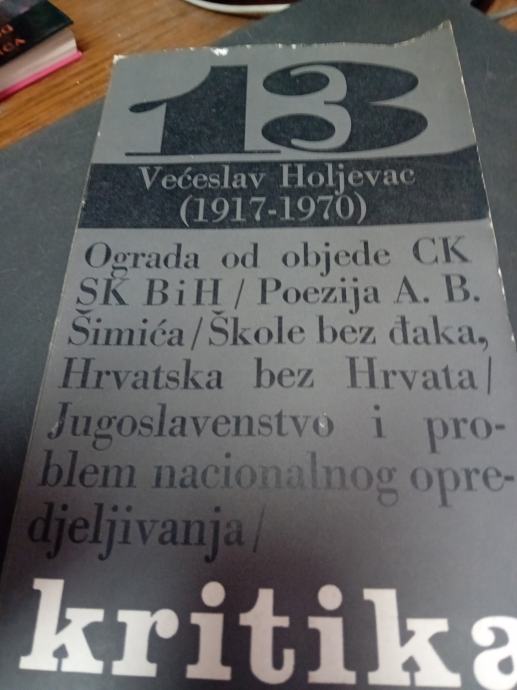 13
Većeslav Holjevac
(1917-1970)
Ograda od objede CK
SK BiH / Poezija A. B.
Šimića / Škole bez đaka,
Hrvatska bez Hrvata /
Jugoslavenstvo i pro-
blem nacionalnog opre-
djeljivanja /
kritika